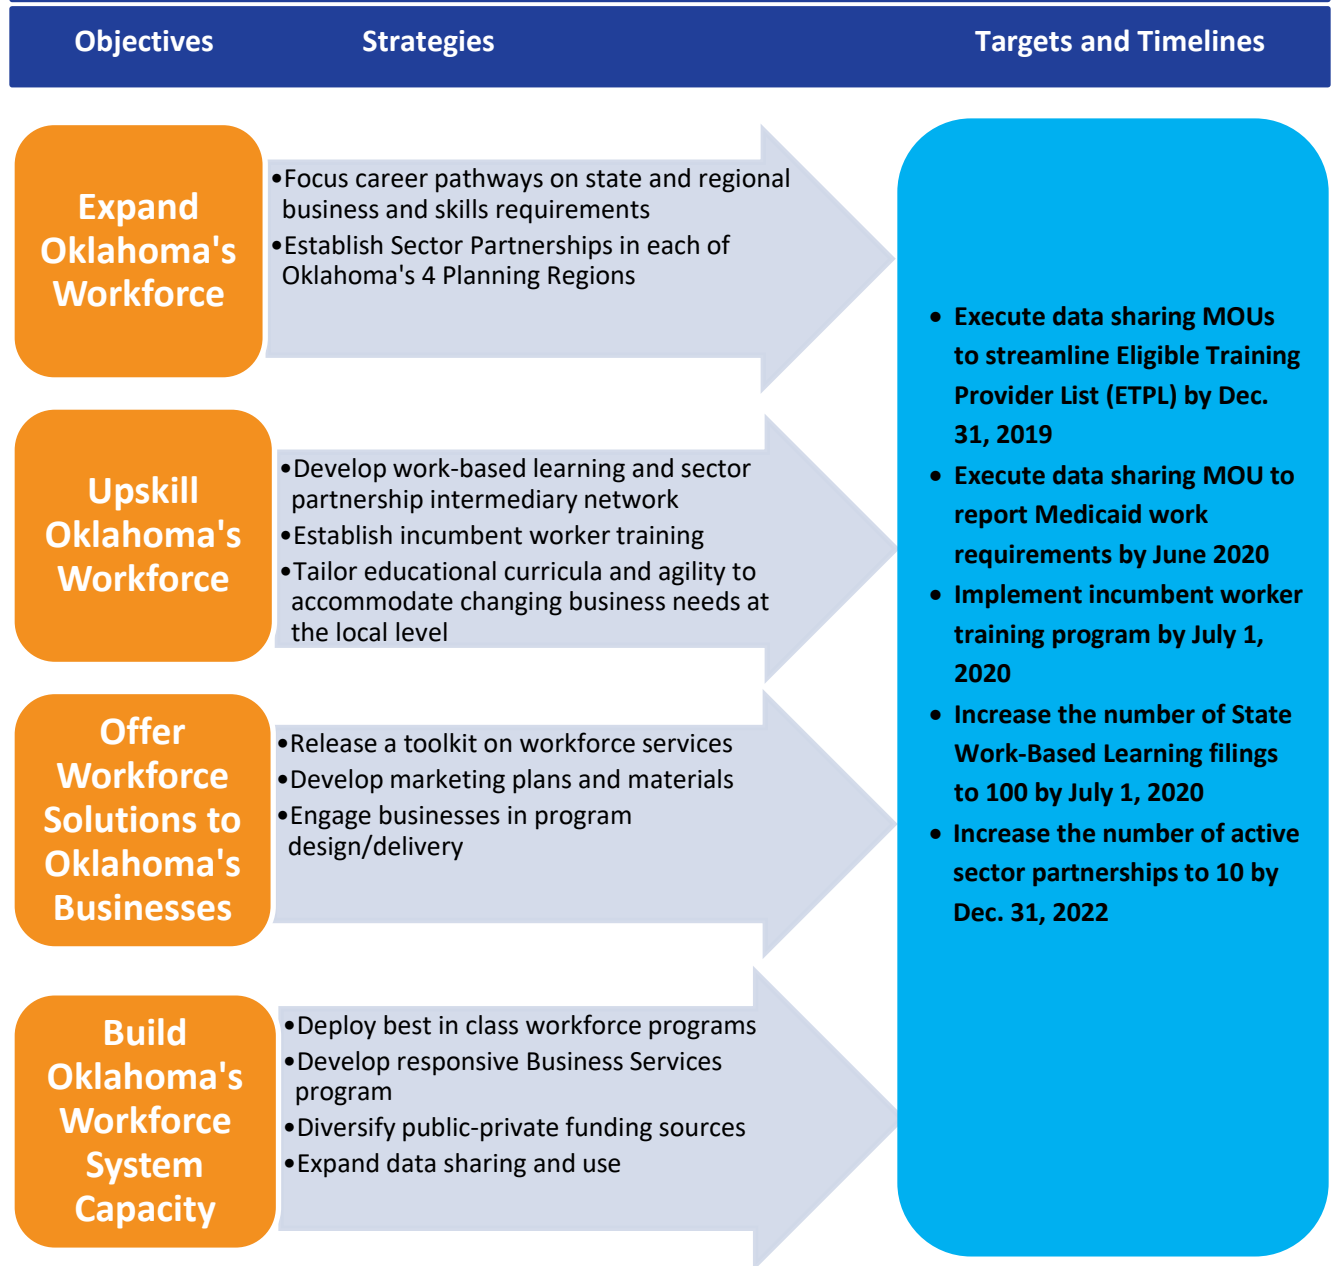 Objectives Strategies Targets and Timelines
Expand
Oklahoma's
Workforce
•Focus career pathways on state and regional
business and skills requirements
•Establish Sector Partnerships in each of
Oklahoma's 4 Planning Regions
Upskill
Oklahoma's
Workforce
•Develop work-based learning and sector
partnership intermediary network
•Establish incumbent worker training
•Tailor educational curricula and agility to
accommodate changing business needs at
the local level
Offer
Workforce
Solutions to
Oklahoma's
Businesses
•Release a toolkit on workforce services
•Develop marketing plans and materials
•Engage businesses in program
design/delivery
Build
Oklahoma's
Workforce
System
Capacity
•Deploy best in class workforce programs
•Develop responsive Business Services
program
•Diversify public-private funding sources
•Expand data sharing and use
• Execute data sharing MOUs
to streamline Eligible Training
Provider List (ETPL) by Dec.
31, 2019
• Execute data sharing MOU to
report Medicaid work
requirements by June 2020
• Implement incumbent worker
training program by July 1,
2020
• Increase the number of State
Work-Based Learning filings
to 100 by July 1, 2020
• Increase the number of active
sector partnerships to 10 by
Dec. 31, 2022